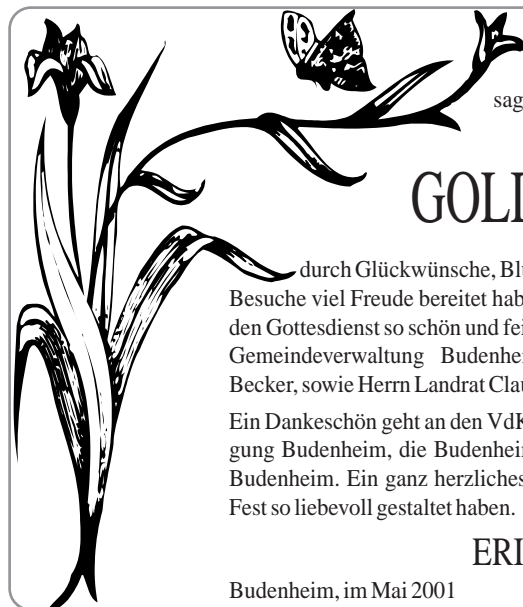 sag
GOLD
durch Glückwünsche, Blu
Besuche viel Freude bereitet hab
den Gottesdienst so schön und fei
Gemeindeverwaltung Budenhei
Becker, sowie Herrn Landrat Clau
Ein Dankeschön geht an den VdK
gung Budenheim, die Budenhei
Budenheim. Ein ganz herzliches
Fest so liebevoll gestaltet haben.
ERI
Budenheim, im Mai 2001